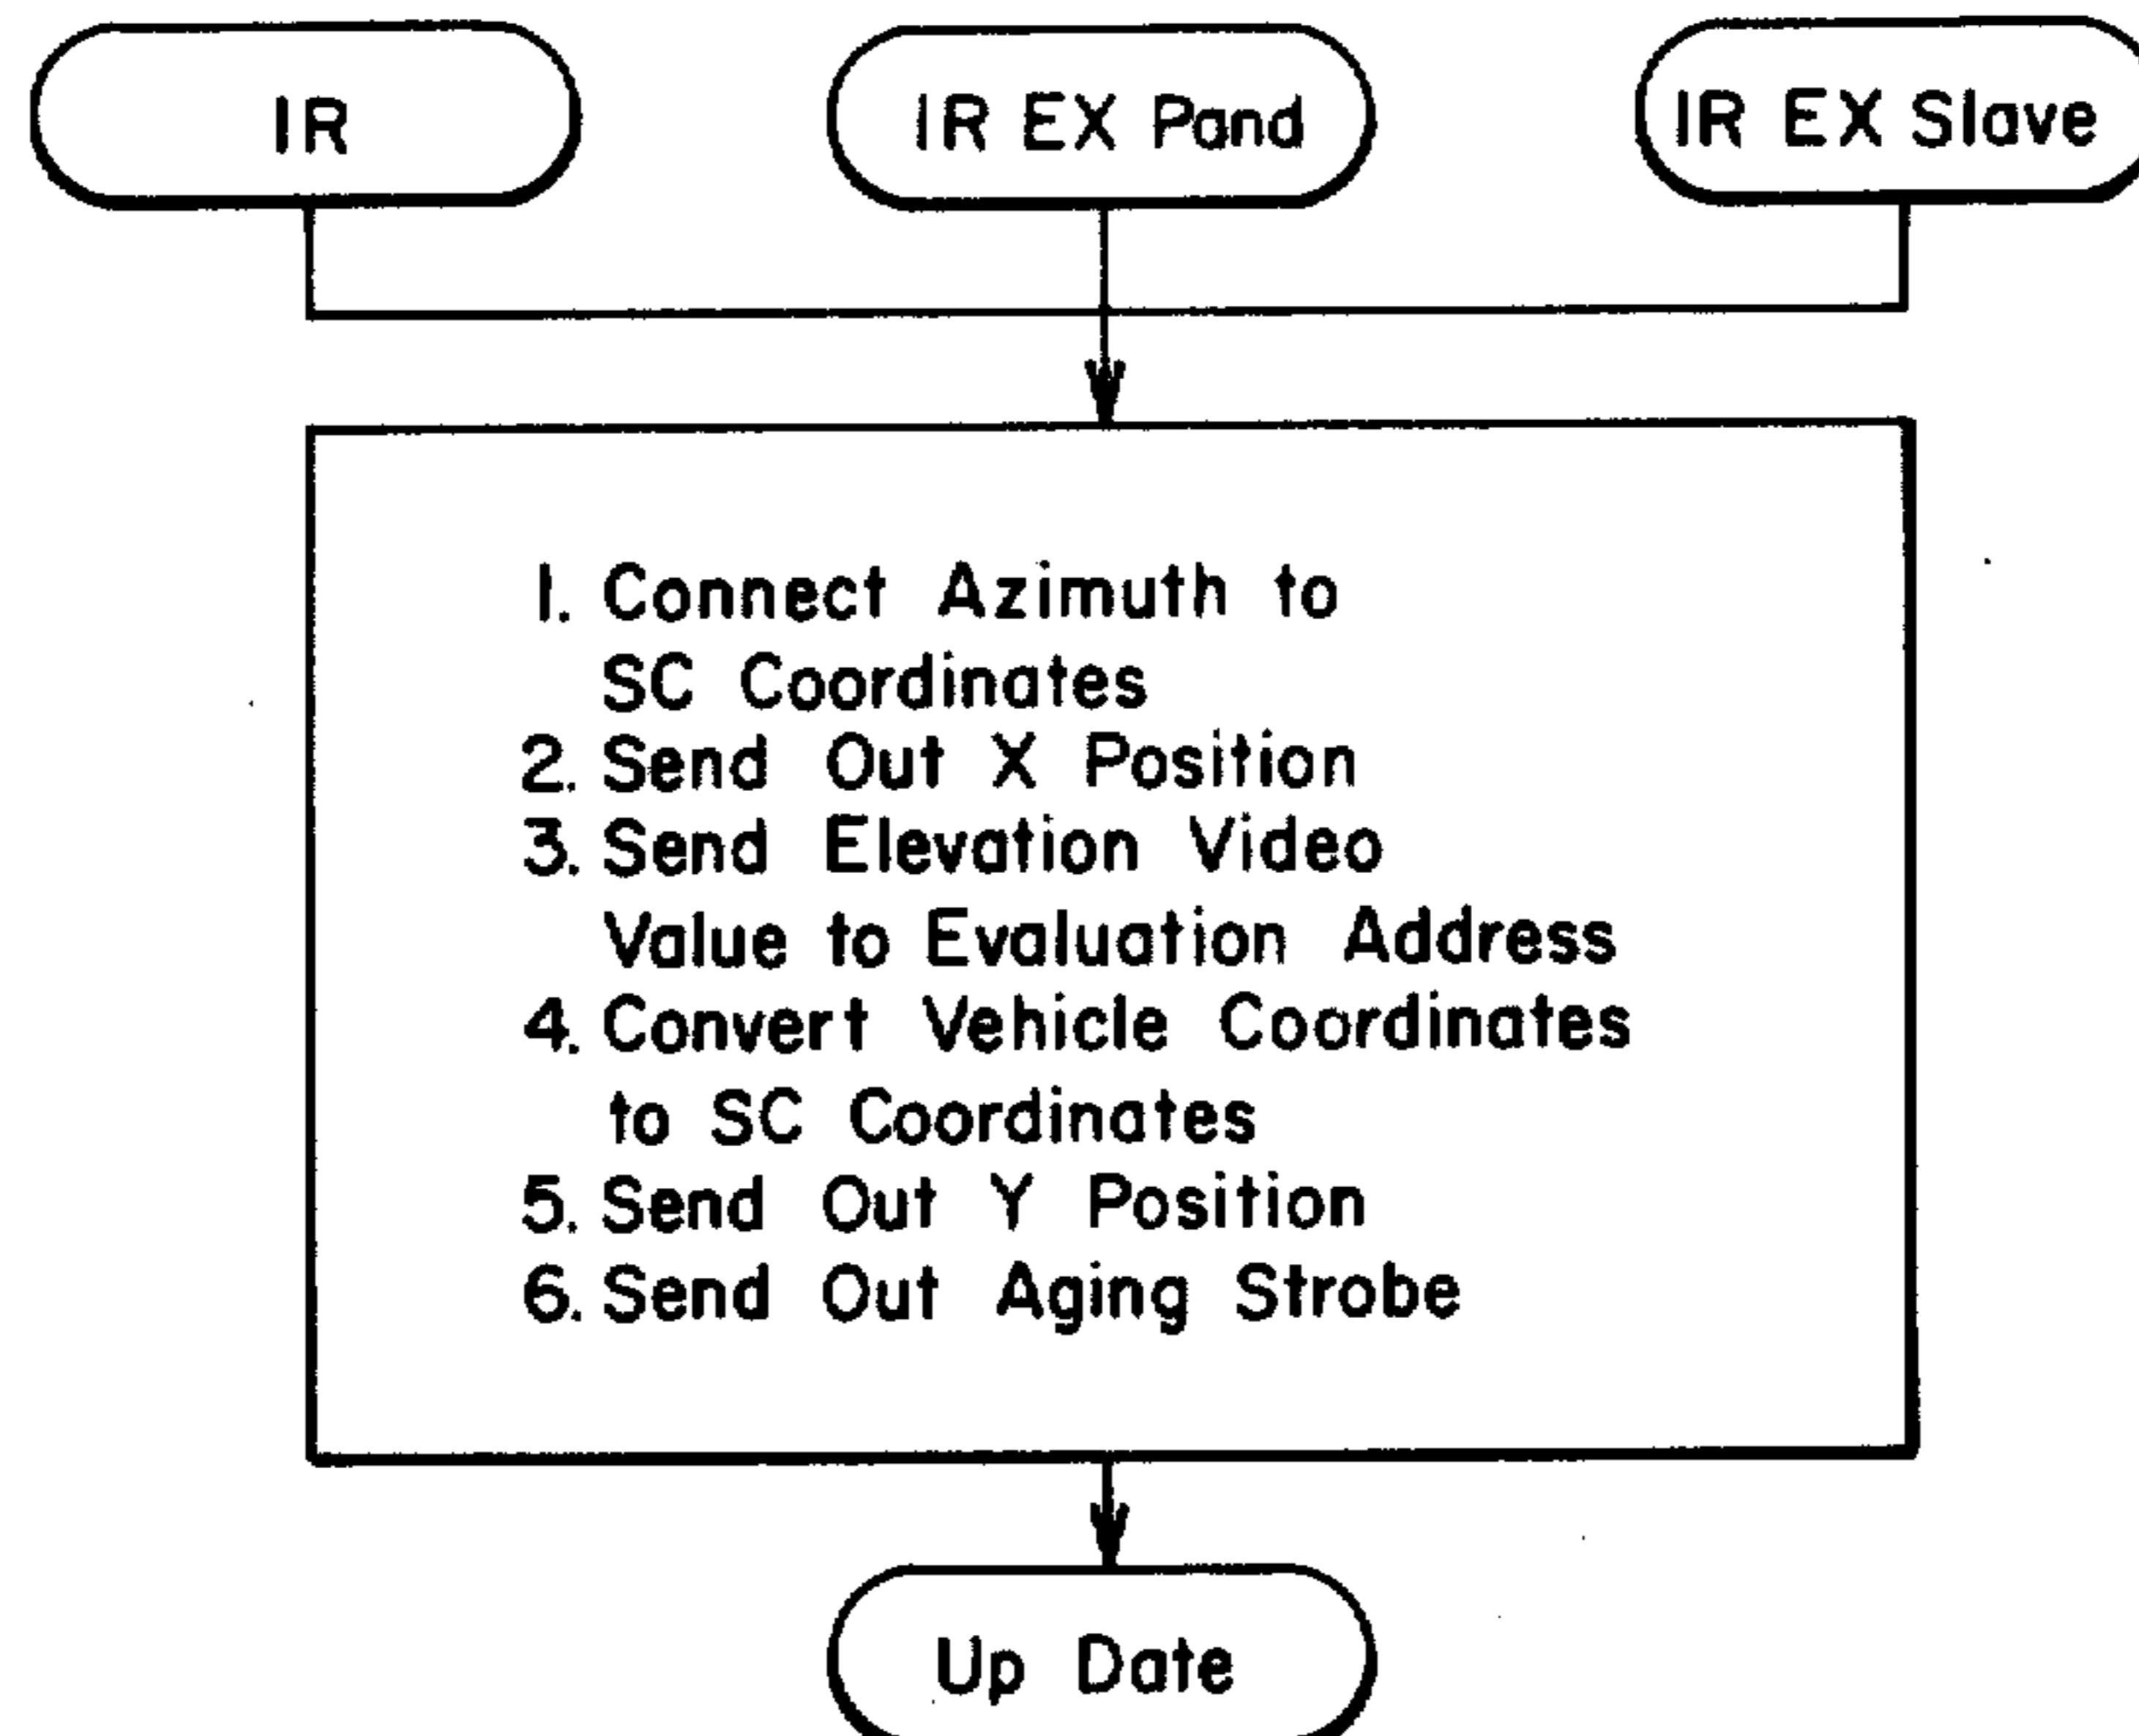 IR
IR EX Pand
IR EX Slave
1. Connect Azimuth to
SC Coordinates
2. Send Out X Position
3. Send Elevation Video
Value to Evaluation Address
4. Convert Vehicle Coordinates
to SC Coordinates
5. Send Out Y Position
6. Send Out Aging Strobe
Up Date